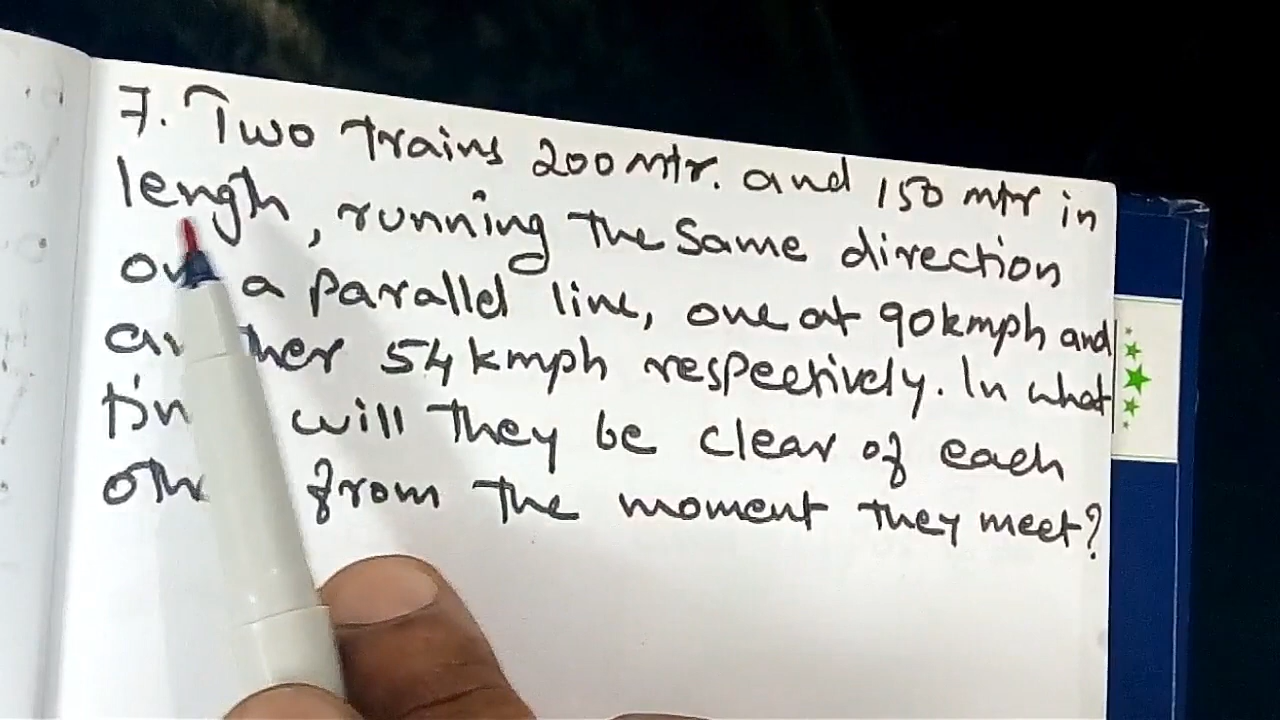 7. Two trains 200 mtr. and 150 mtr in
length, running the same direction
a parallel line, one at 90kmph and
54 kmph respectively. In what
will they be clear of each
from the moment they meet?